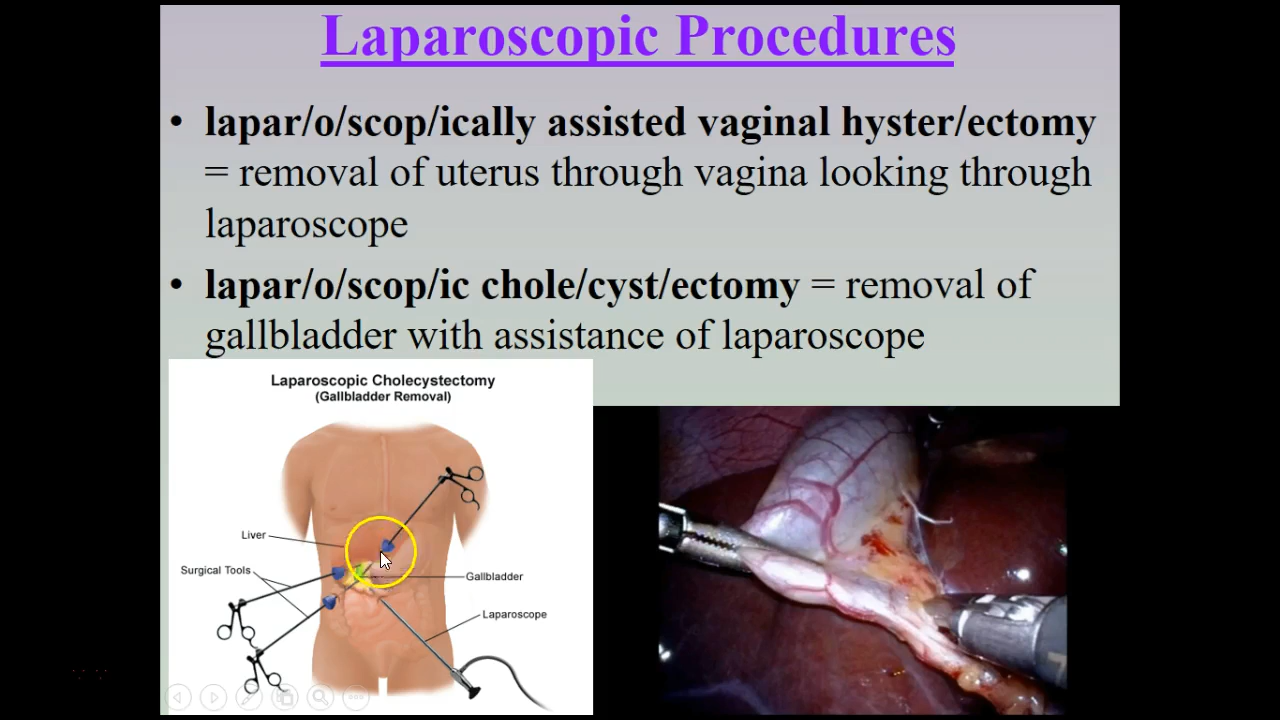 Laparoscopic Procedures
• lapar/o/scop/ically assisted vaginal hyster/ectomy
= removal of uterus through vagina looking through
laparoscope
• lapar/o/scop/ic chole/cyst/ectomy = removal of
gallbladder with assistance of laparoscope
Laparoscopic Cholecystectomy
(Gallbladder Removal)
Liver
Surgical Tools
Gallbladder
Laparoscope